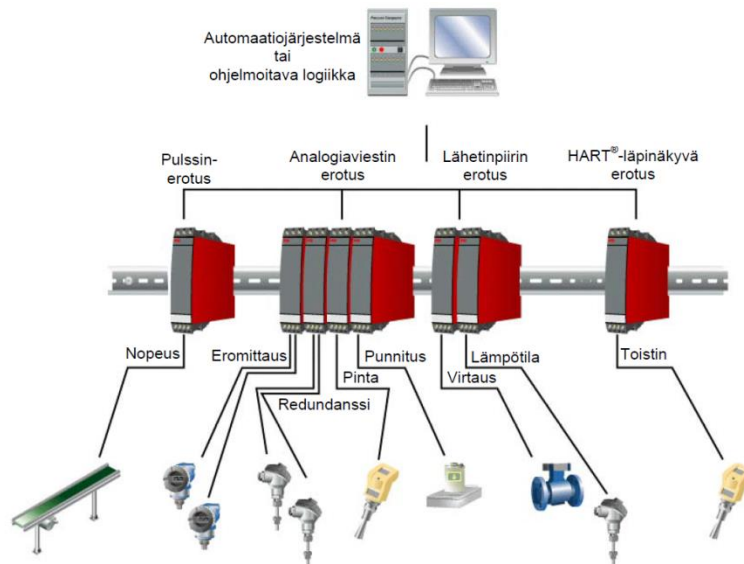 Automaatiojärjestelmä
tai
ohjelmoitava logiikka
Pulssin-
erotus
Analogiaviestin
erotus
Lähetinpiirin
erotus
HART®-läpinäkyvä
erotus
Nopeus
Eromittaus
Redundanssi
Pinta
Punnitus
Virtaus
Lämpötila
Toistin